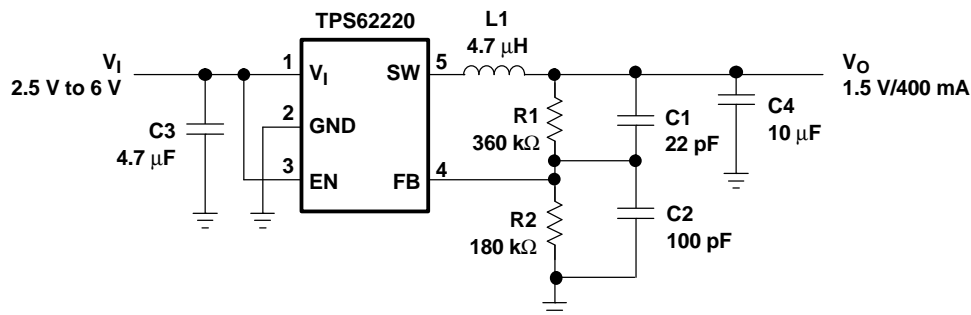 TPS62220
L1
4.7 µH
V_I
2.5 V to 6 V
1
V_I
SW
5
V_O
1.5 V/400 mA
C3
4.7 µF
2
GND
R1
360 kΩ
C1
22 pF
C4
10 µF
3
EN
FB
4
R2
180 kΩ
C2
100 pF